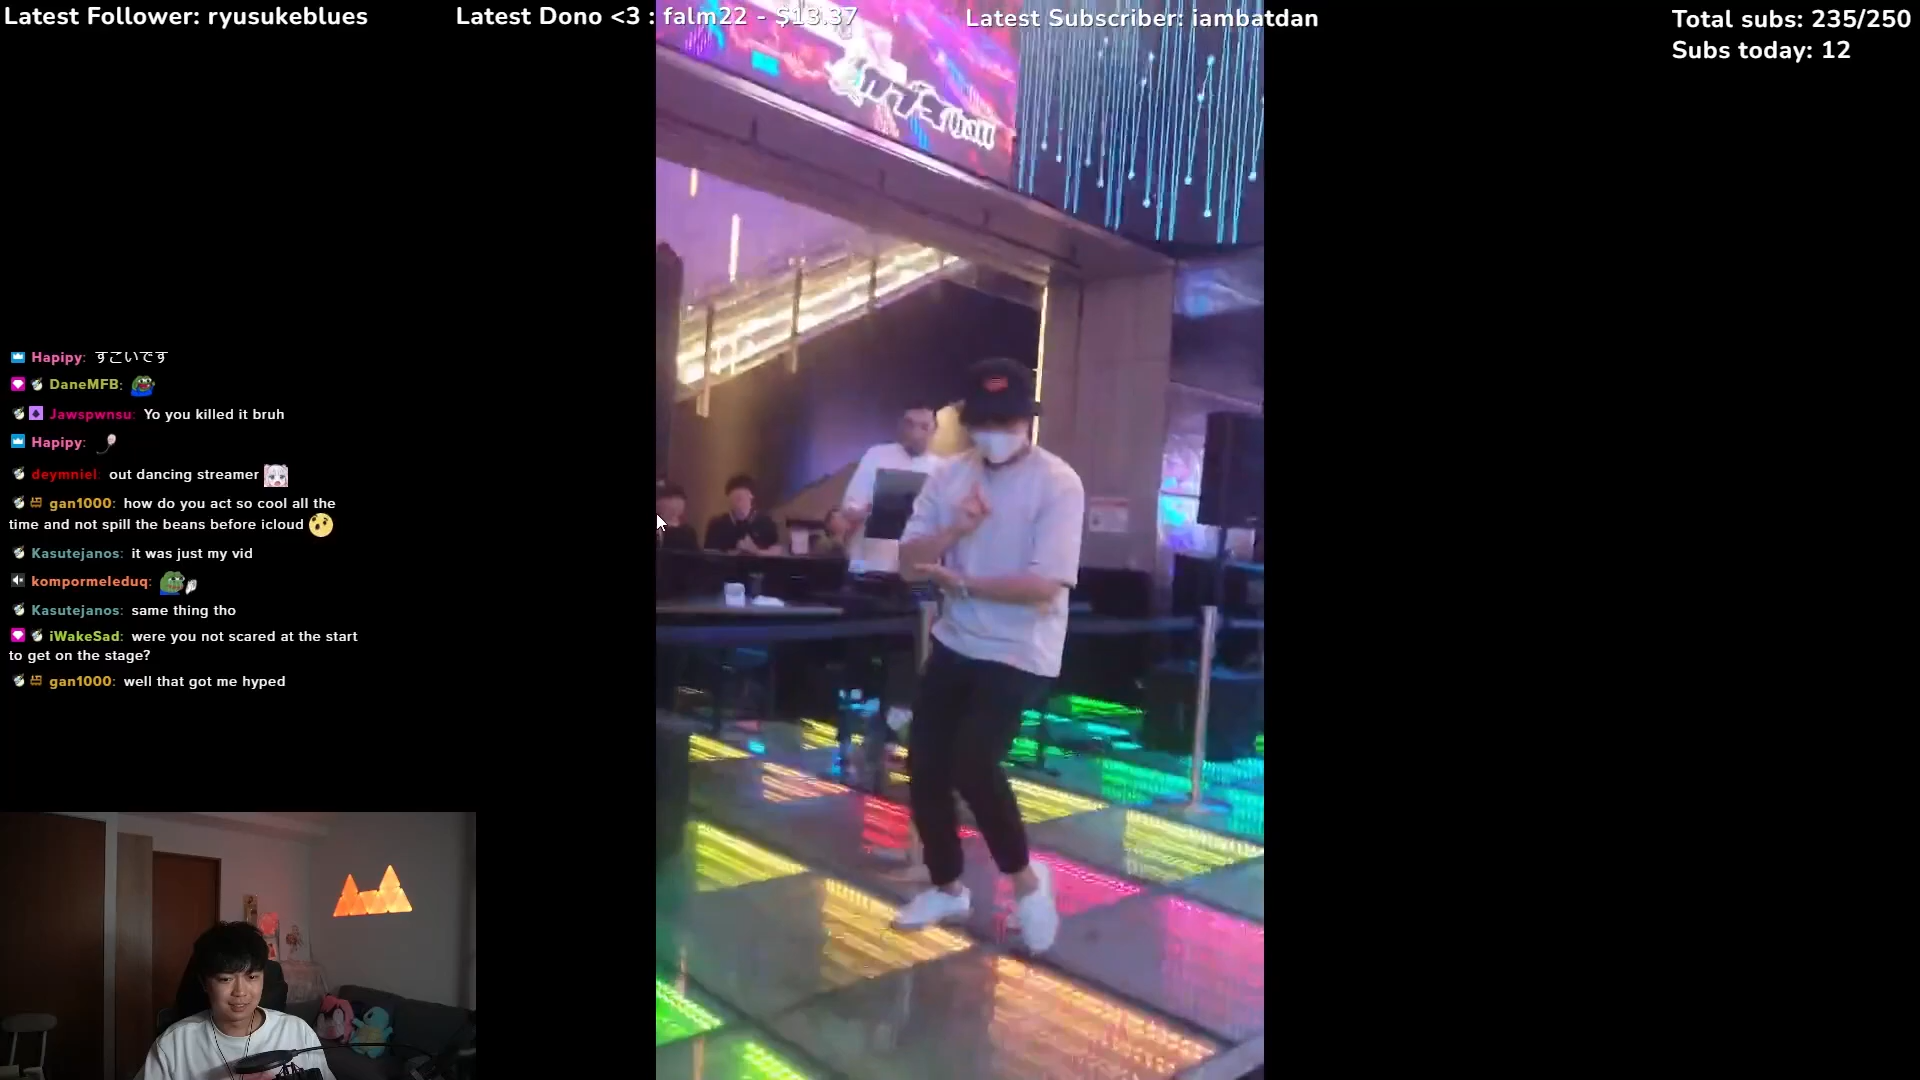 Latest Follower: ryusukeblues
Latest Dono <3 : falm22 - $13.37
Latest Subscriber: iambatdan
Total subs: 235/250
Subs today: 12
Hapipy: すごいです
DaneMFB:
Jawspwnsu: Yo you killed it bruh
Hapipy:
deymniel: out dancing streamer
gan1000: how do you act so cool all the
time and not spill the beans before icloud
Kasutejanos: it was just my vid
kompormeleduq:
Kasutejanos: same thing tho
iWakeSad: were you not scared at the start
to get on the stage?
gan1000: well that got me hyped